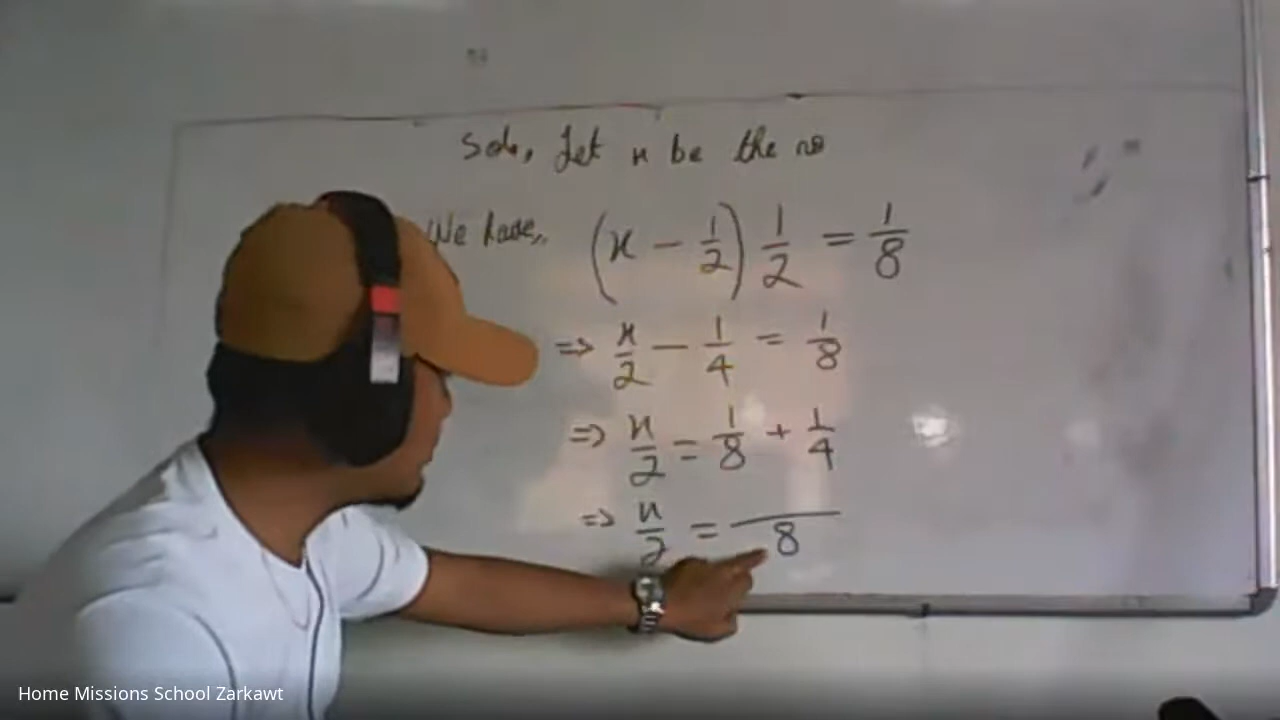 Soln, Let x be the no
We have, (x - 1/2) 1/2 = 1/8
⇒ x/2 - 1/4 = 1/8
⇒ x/2 = 1/8 + 1/4
⇒ x/2 = /8
Home Missions School Zarkawt